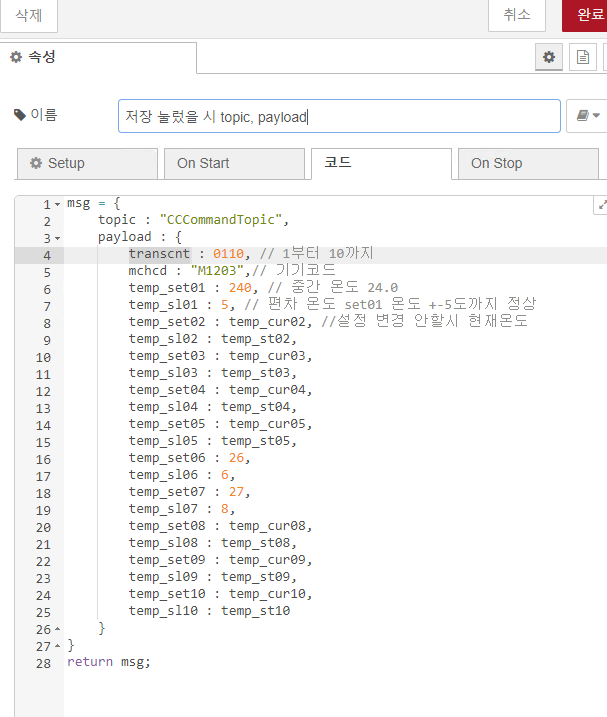 삭제 취소 완료
속성
이름 저장 눌렀을 시 topic, payload
Setup On Start 코드 On Stop
1 msg = {
2 topic : "CCCommandTopic",
3 payload : {
4 transcnt : 0110, // 1부터 10까지
5 mchcd : "M1203",// 기기코드
6 temp_set01 : 240, // 중간 온도 24.0
7 temp_sl01 : 5, // 편차 온도 set01 온도 +-5도까지 정상
8 temp_set02 : temp_cur02, //설정 변경 안할시 현재온도
9 temp_sl02 : temp_st02,
10 temp_set03 : temp_cur03,
11 temp_sl03 : temp_st03,
12 temp_set04 : temp_cur04,
13 temp_sl04 : temp_st04,
14 temp_set05 : temp_cur05,
15 temp_sl05 : temp_st05,
16 temp_set06 : 26,
17 temp_sl06 : 6,
18 temp_set07 : 27,
19 temp_sl07 : 8,
20 temp_set08 : temp_cur08,
21 temp_sl08 : temp_st08,
22 temp_set09 : temp_cur09,
23 temp_sl09 : temp_st09,
24 temp_set10 : temp_cur10,
25 temp_sl10 : temp_st10
26 }
27 }
28 return msg;